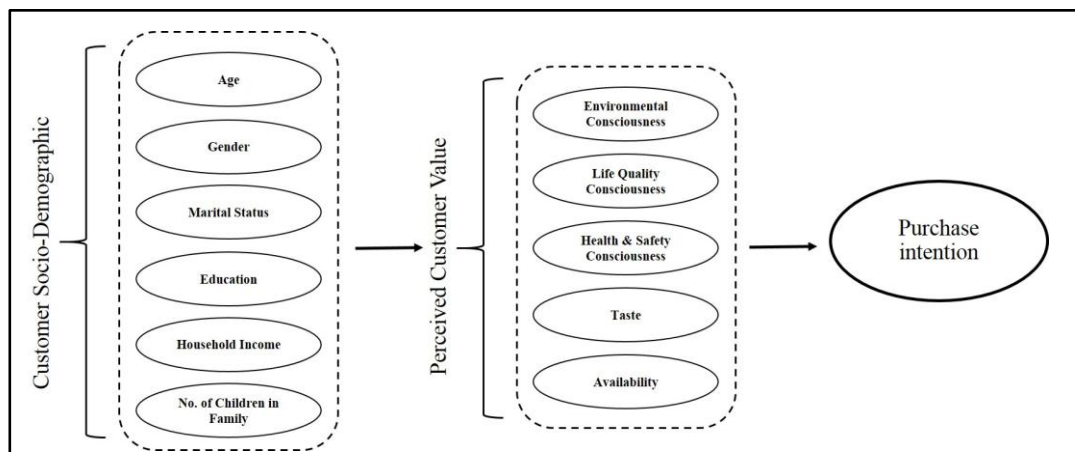 Customer Socio-Demographic
Age
Gender
Marital Status
Education
Household Income
No. of Children in
Family
Perceived Customer Value
Environmental
Consciousness
Life Quality
Consciousness
Health & Safety
Consciousness
Taste
Availability
Purchase
intention